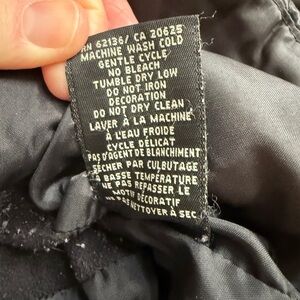 RN 62136/ CA 20625
MACHINE WASH COLD
GENTLE CYCLE
NO BLEACH
TUMBLE DRY LOW
DO NOT IRON
DECORATION
DO NOT DRY CLEAN
LAVER À LA MACHINE
À L'EAU FROIDE
CYCLE DÉLICAT
PAS D'AGENT DE BLANCHIMENT
SÉCHER PAR CULBUTAGE
À BASSE TEMPÉRATURE
NE PAS REPASSER LE
MOTIF DÉCORATIF
NE PAS NETTOYER À SEC